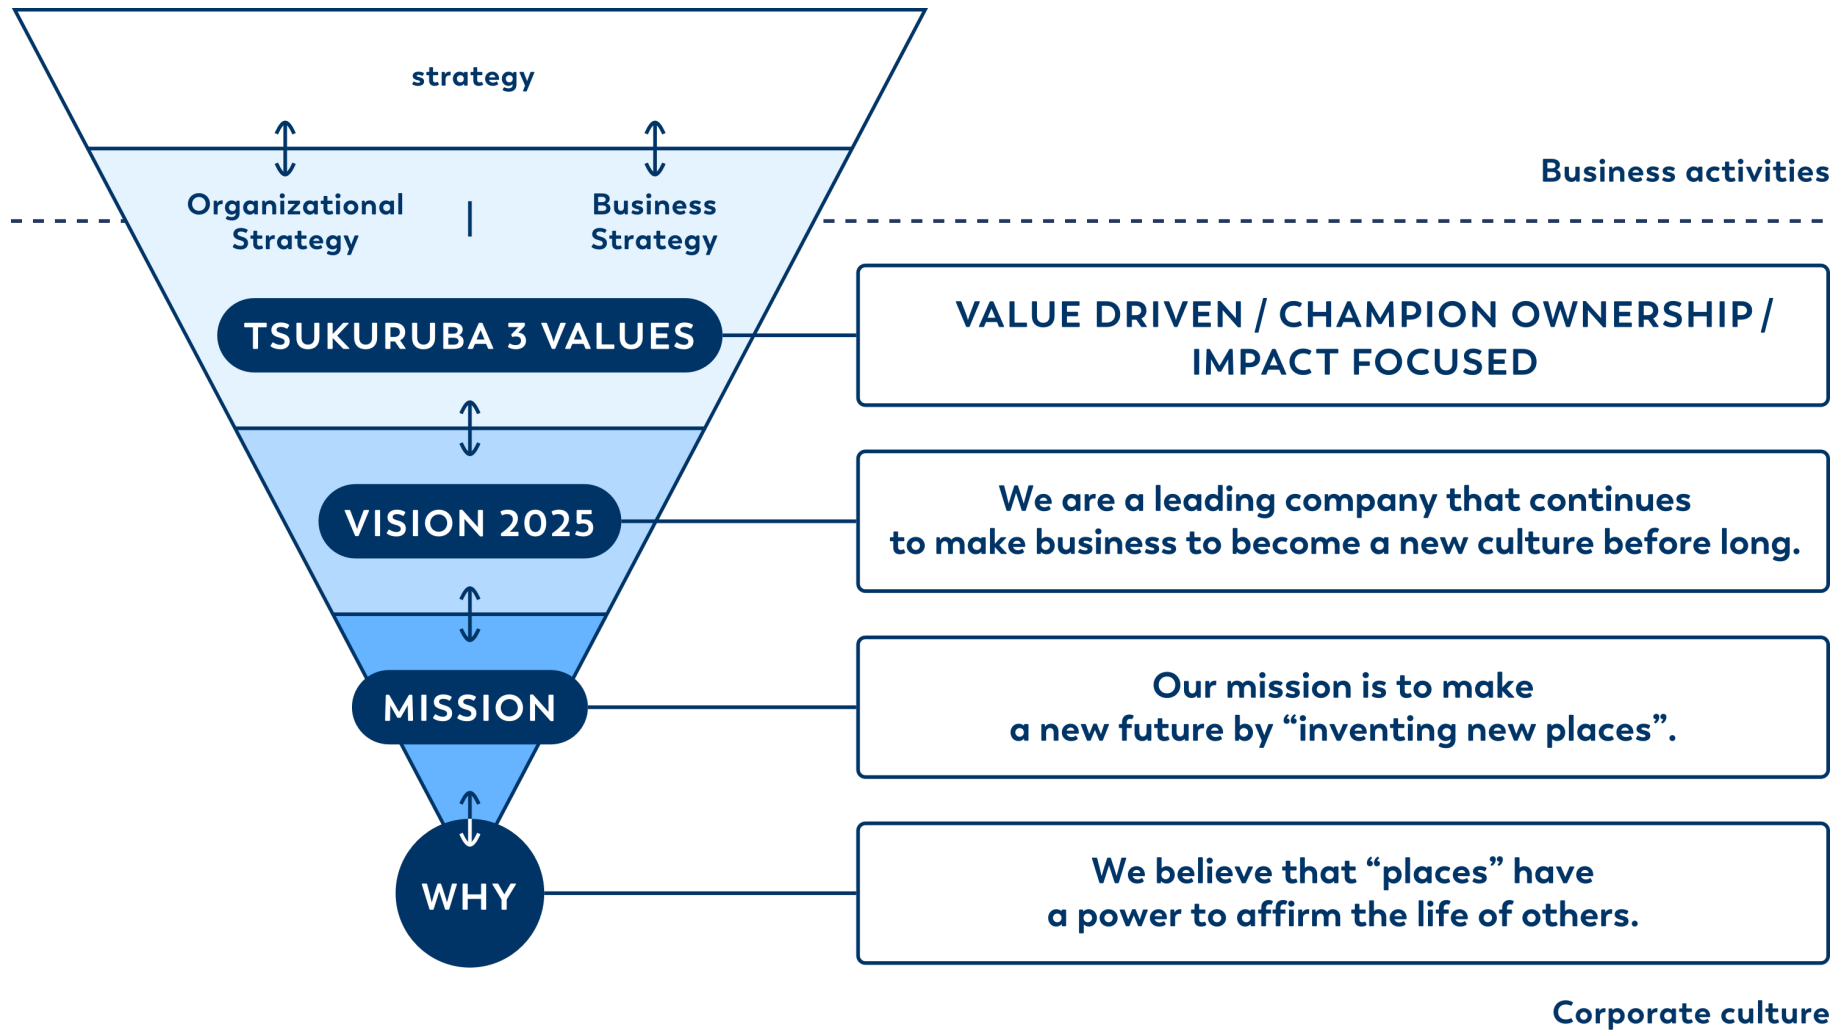 strategy
Organizational
Strategy
Business
Strategy
Business activities
TSUKURUBA 3 VALUES
VALUE DRIVEN / CHAMPION OWNERSHIP /
IMPACT FOCUSED
VISION 2025
We are a leading company that continues
to make business to become a new culture before long.
MISSION
Our mission is to make
a new future by “inventing new places”.
WHY
We believe that “places” have
a power to affirm the life of others.
Corporate culture